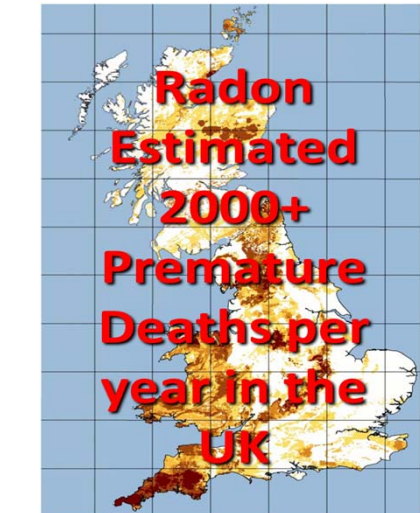 Radon
Estimated
2000+
Premature
Deaths per
year in the
UK